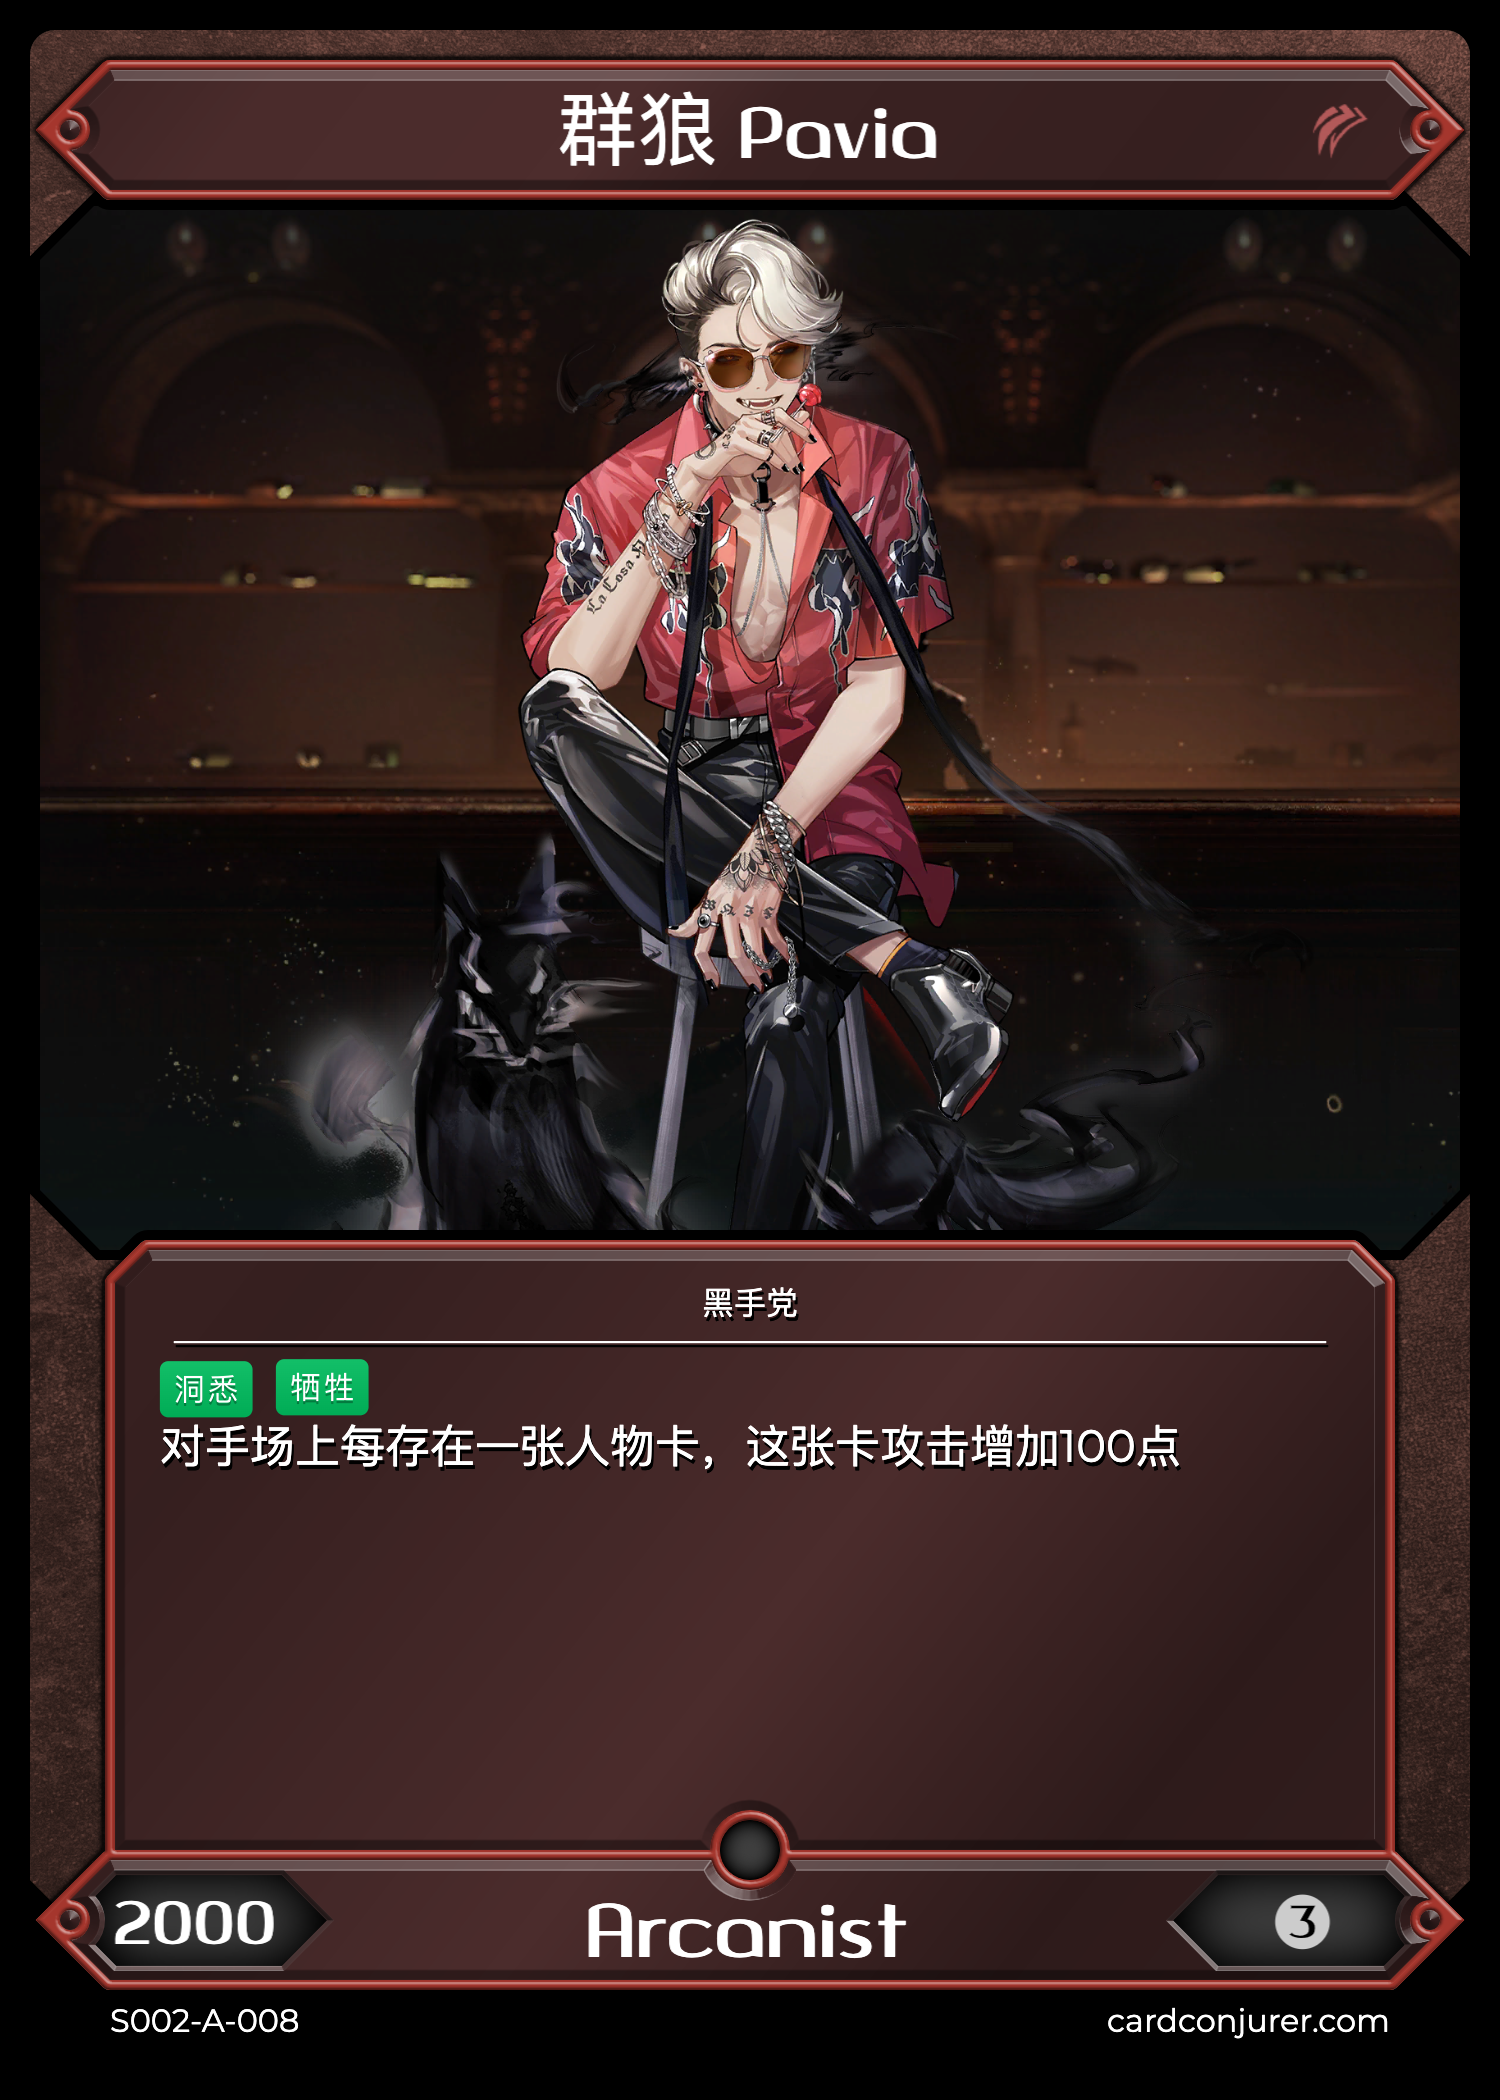 群狼 Pavia
La Cosa
黑手党
洞悉 牺牲
对手场上每存在一张人物卡，这张卡攻击增加100点
2000 Arcanist 3
S002-A-008 cardconjurer.com